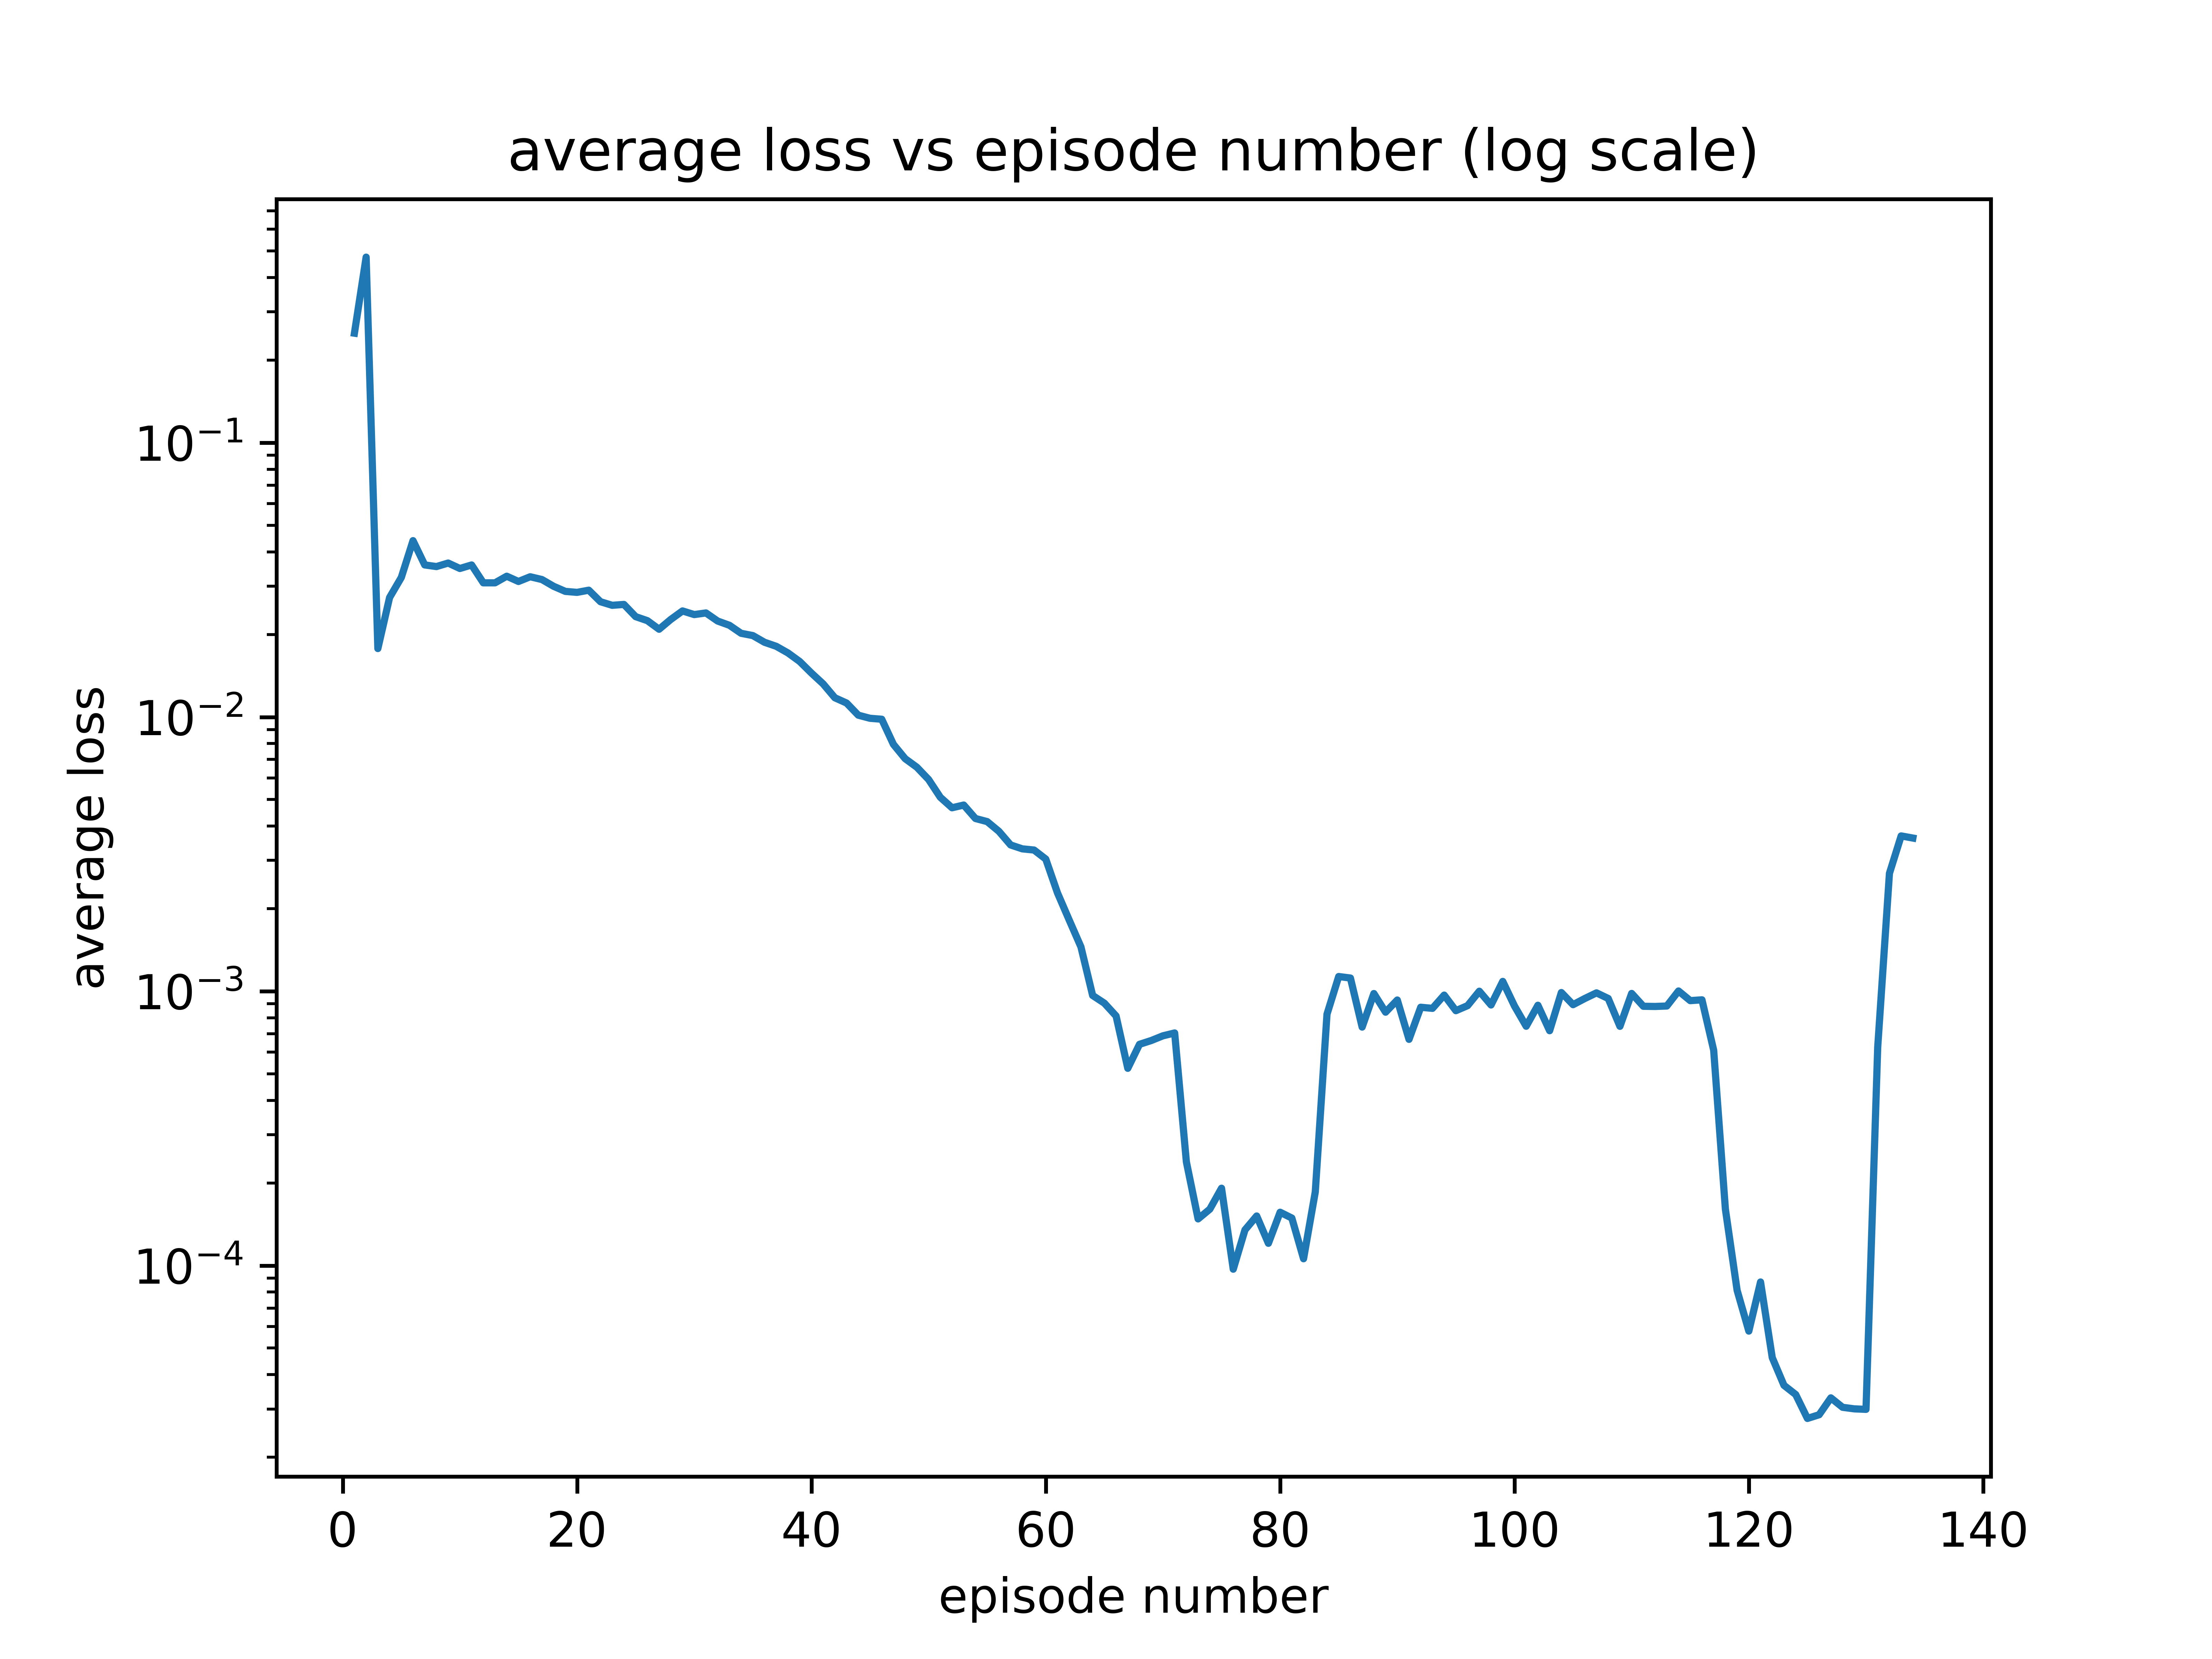 average loss vs episode number (log scale)
average loss
10⁻¹
10⁻²
10⁻³
10⁻⁴
0 20 40 60 80 100 120 140
episode number